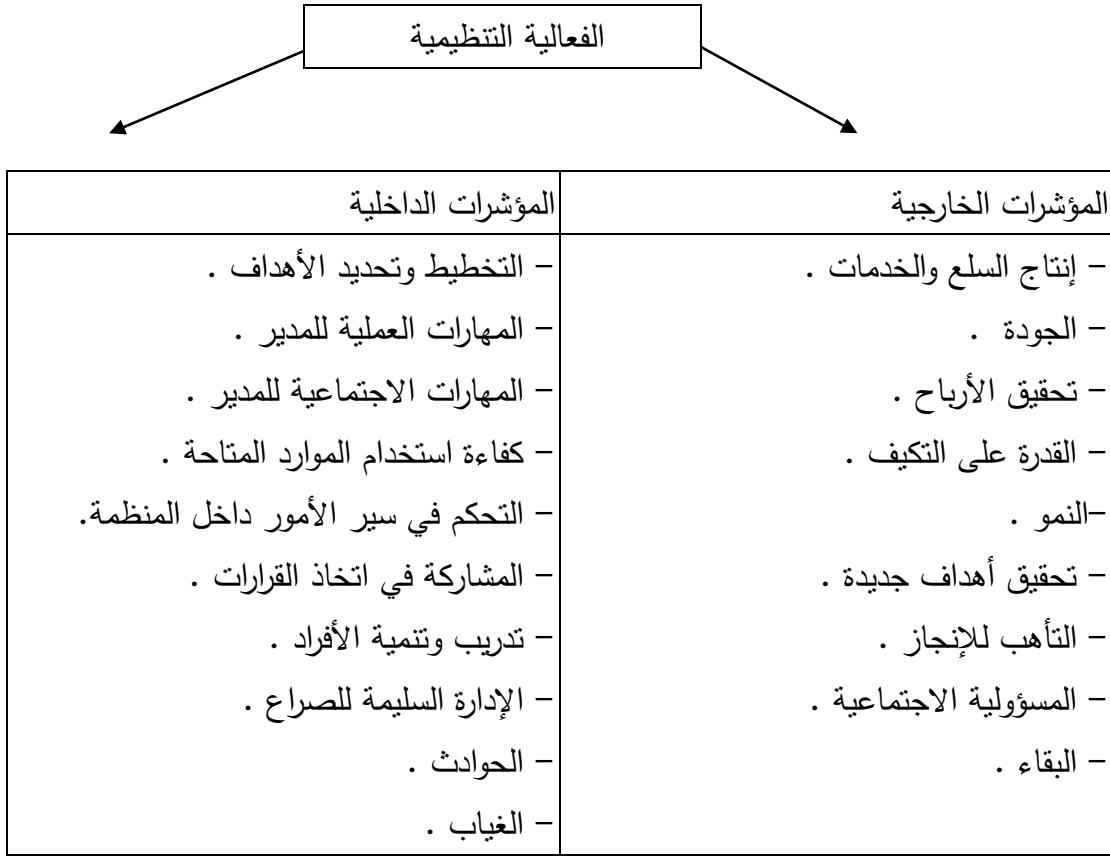 الفعالية التنظيمية
المؤشرات الخارجية
– إنتاج السلع والخدمات .
– الجودة .
– تحقيق الأرباح .
– القدرة على التكيف .
–النمو .
– تحقيق أهداف جديدة .
– التأهب للإنجاز .
– المسؤولية الاجتماعية .
– البقاء .
المؤشرات الداخلية
– التخطيط وتحديد الأهداف .
– المهارات العملية للمدير .
– المهارات الاجتماعية للمدير .
– كفاءة استخدام الموارد المتاحة .
– التحكم في سير الأمور داخل المنظمة.
– المشاركة في اتخاذ القرارات .
– تدريب وتنمية الأفراد .
– الإدارة السليمة للصراع .
– الحوادث .
– الغياب .